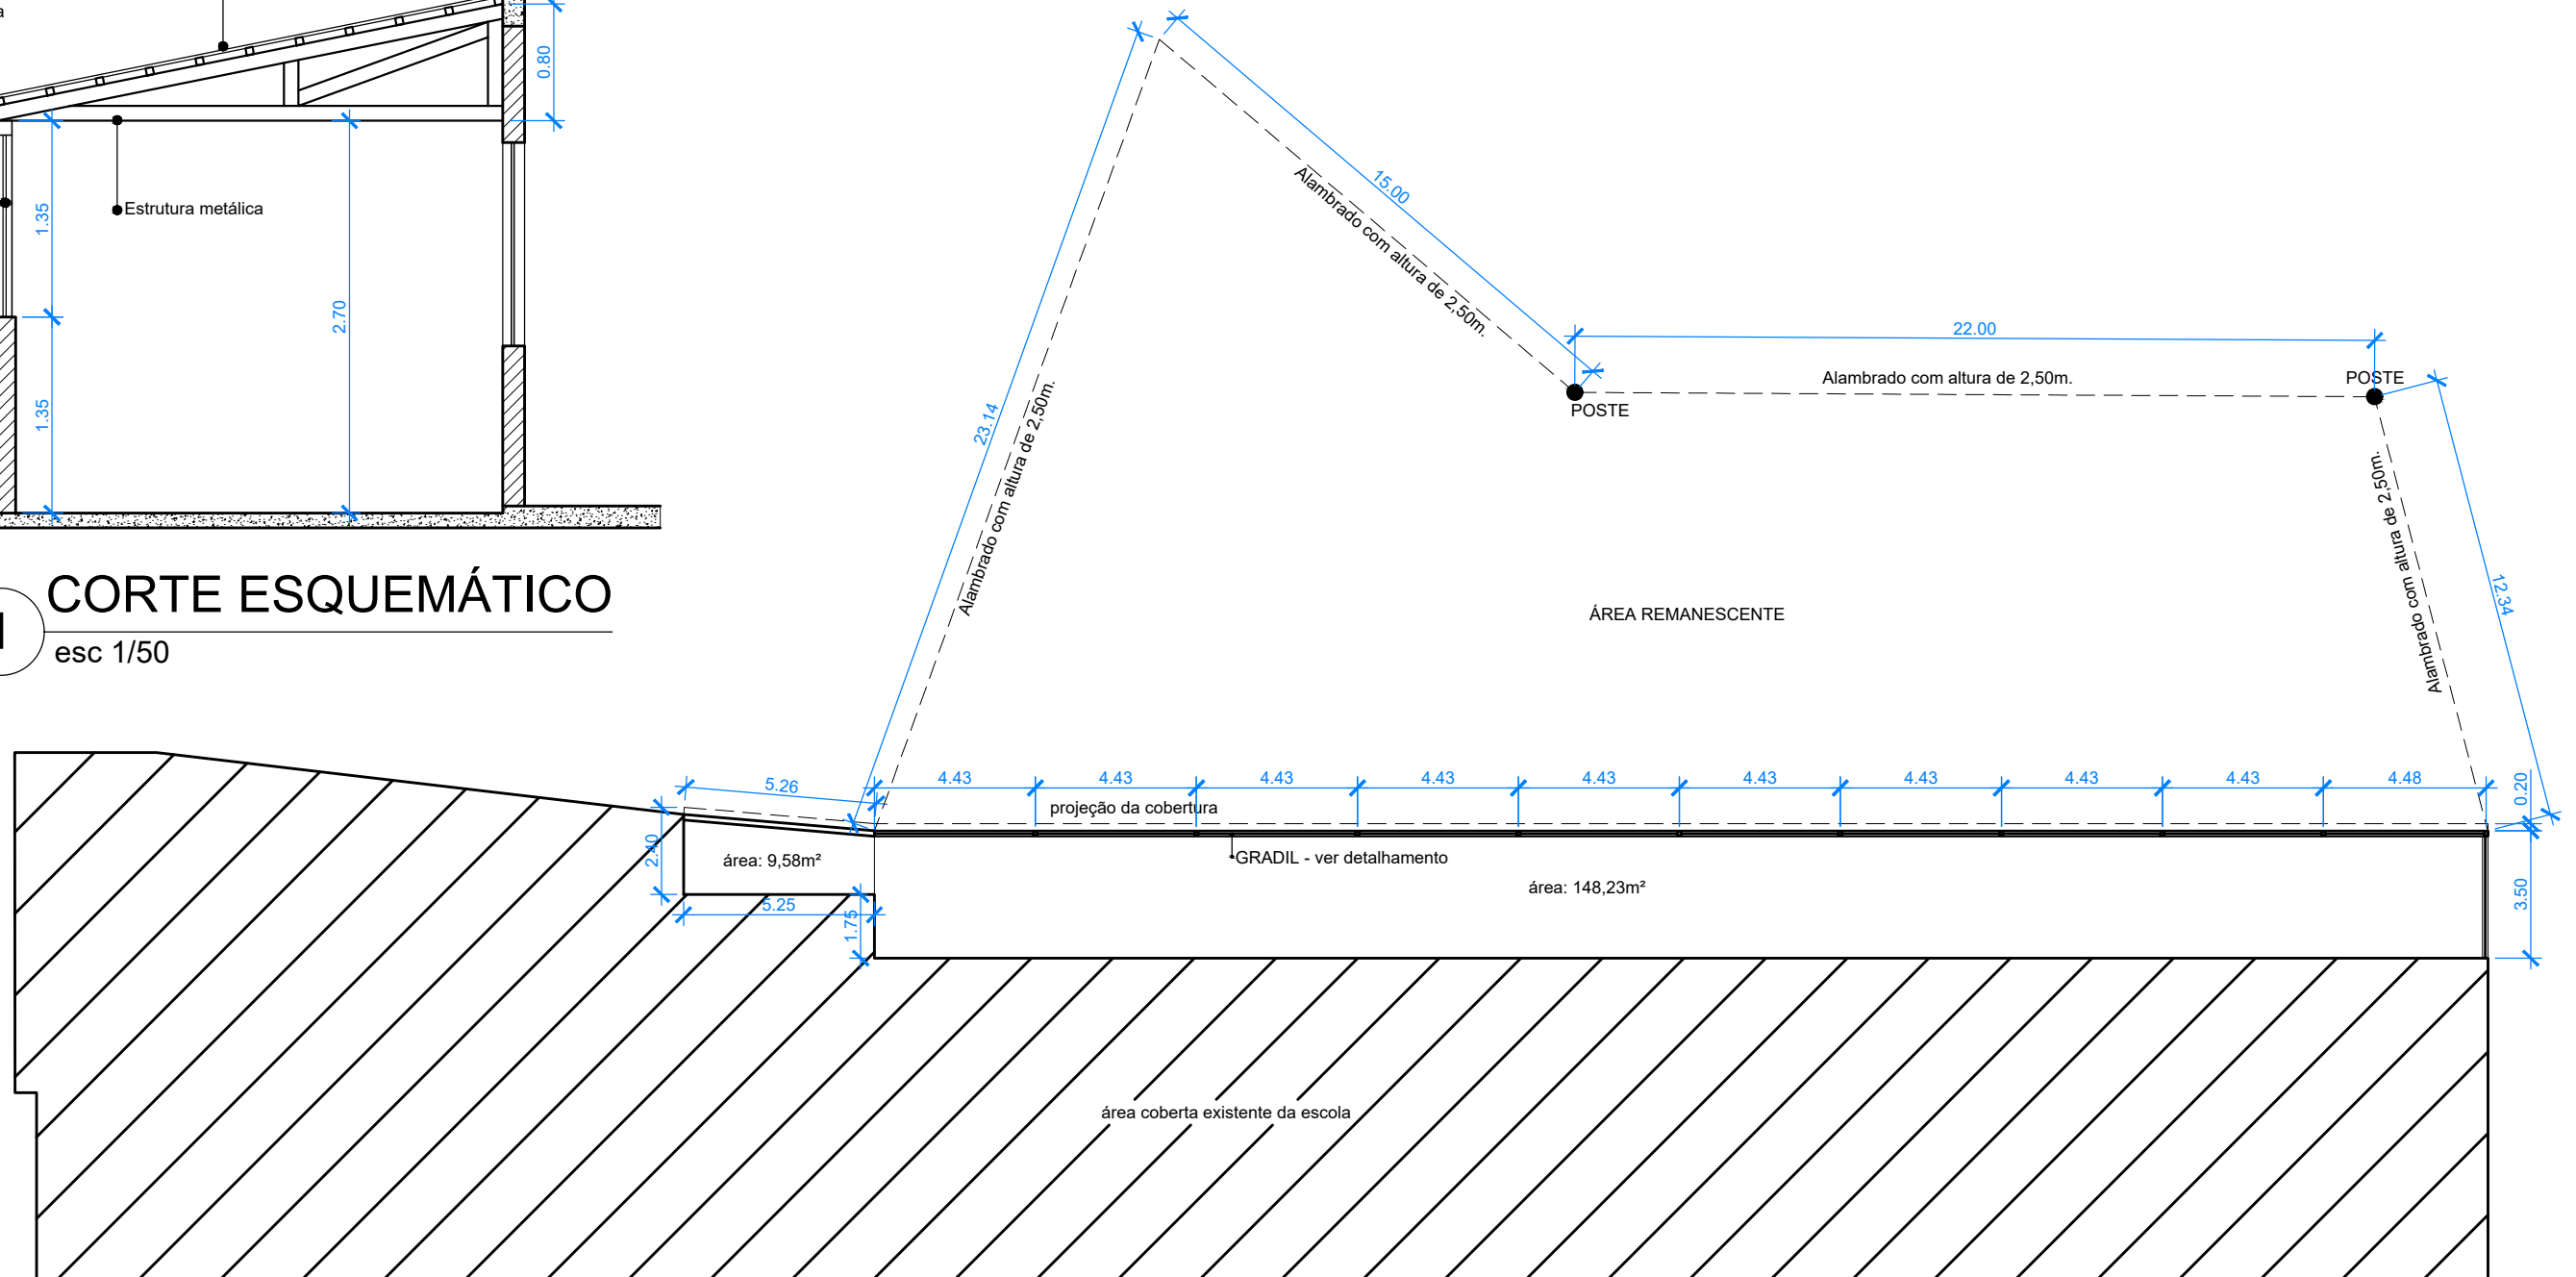 a
0.80
Estrutura metálica
1.35
2.70
1.35
CORTE ESQUEMÁTICO
esc 1/50
15.00
Alambrado com altura de 2,50m.
23.14
Alambrado com altura de 2,50m.
22.00
Alambrado com altura de 2,50m.
POSTE
POSTE
Alambrado com altura de 2,50m.
12.34
ÁREA REMANESCENTE
5.26
4.43
4.43
4.43
4.43
4.43
4.43
4.43
4.43
4.43
4.48
0.20
projeção da cobertura
2.40
área: 9,58m²
GRADIL - ver detalhamento
área: 148,23m²
3.50
5.25
1.75
área coberta existente da escola